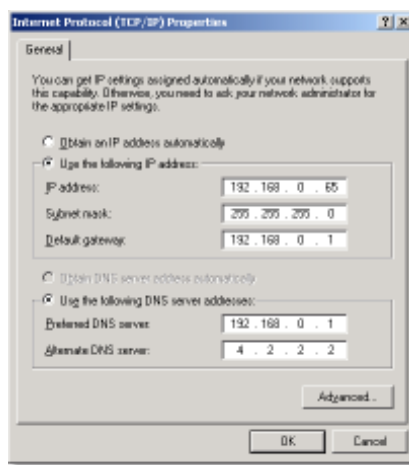 Internet Protocol (TCP/IP) Properties
General
You can get IP settings assigned automatically if your network supports
this capability. Otherwise, you need to ask your network administrator for
the appropriate IP settings.
Obtain an IP address automatically
Use the following IP address:
IP address: 192 . 168 . 0 . 65
Subnet mask: 255 . 255 . 255 . 0
Default gateway: 192 . 168 . 0 . 1
Obtain DNS server address automatically
Use the following DNS server addresses:
Preferred DNS server: 192 . 168 . 0 . 1
Alternate DNS server: 4 . 2 . 2 . 2
Advanced...
OK Cancel